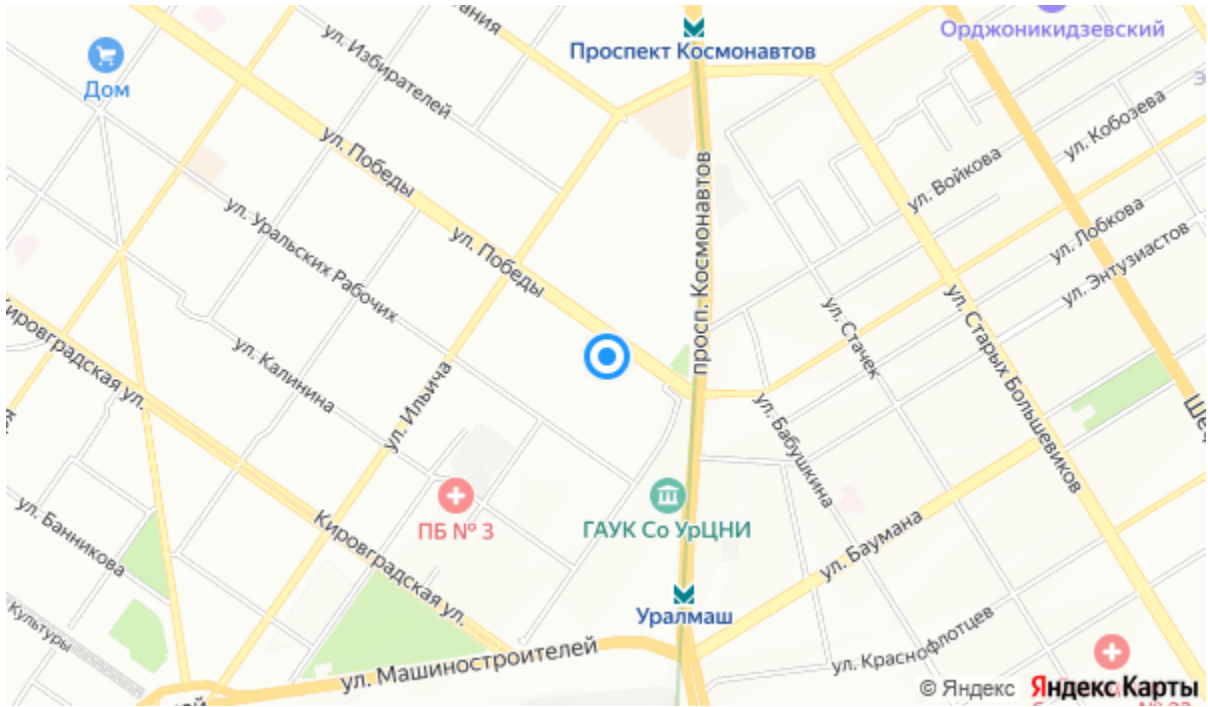 Проспект Космонавтов
Орджоникидзевский
Дом
ул. Избирателей
ул. Кобозева
ул. Победы
ул. Войкова
просп. Космонавтов
ул. Уральских Рабочих
ул. Победы
ул. Лобкова
ул. Энтузиастов
Кировградская ул.
ул. Калинина
ул. Ильича
ул. Стачек
ул. Старых Большевиков
ул. Бабушкина
ул. Банникова
ПБ № 3
Кировградская ул.
ГАУК Со УрЦНИ
ул. Баумана
Культуры
Уралмаш
ул. Машиностроителей
ул. Краснофлотцев
© Яндекс Яндекс Карты